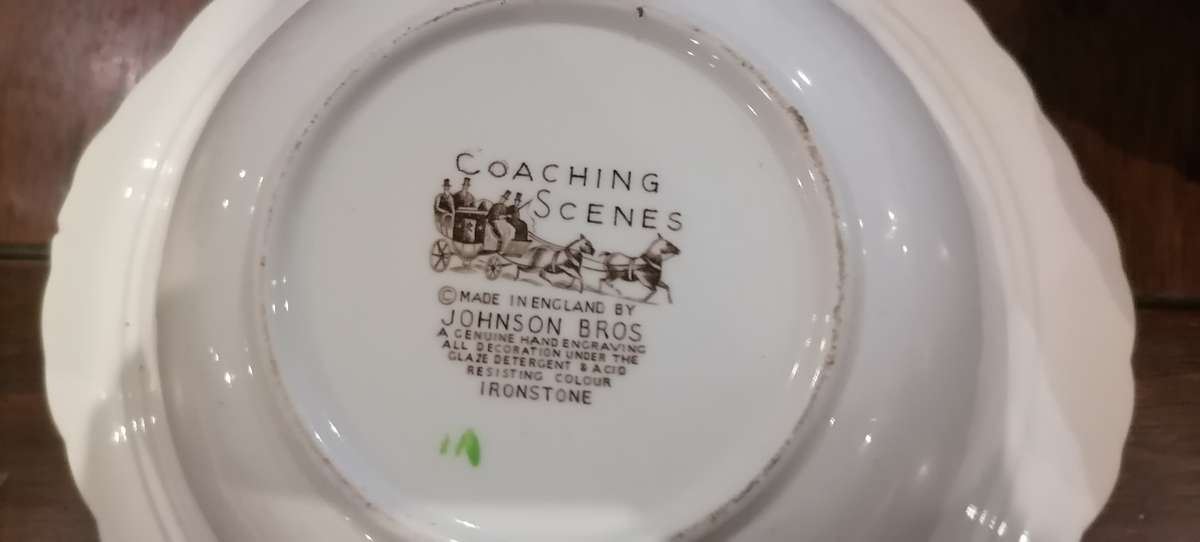 COACHING
SCENES
© MADE IN ENGLAND BY
JOHNSON BROS
A GENUINE HAND ENGRAVING
ALL DECORATION UNDER THE
GLAZE DETERGENT & ACID
RESISTING COLOUR
IRONSTONE